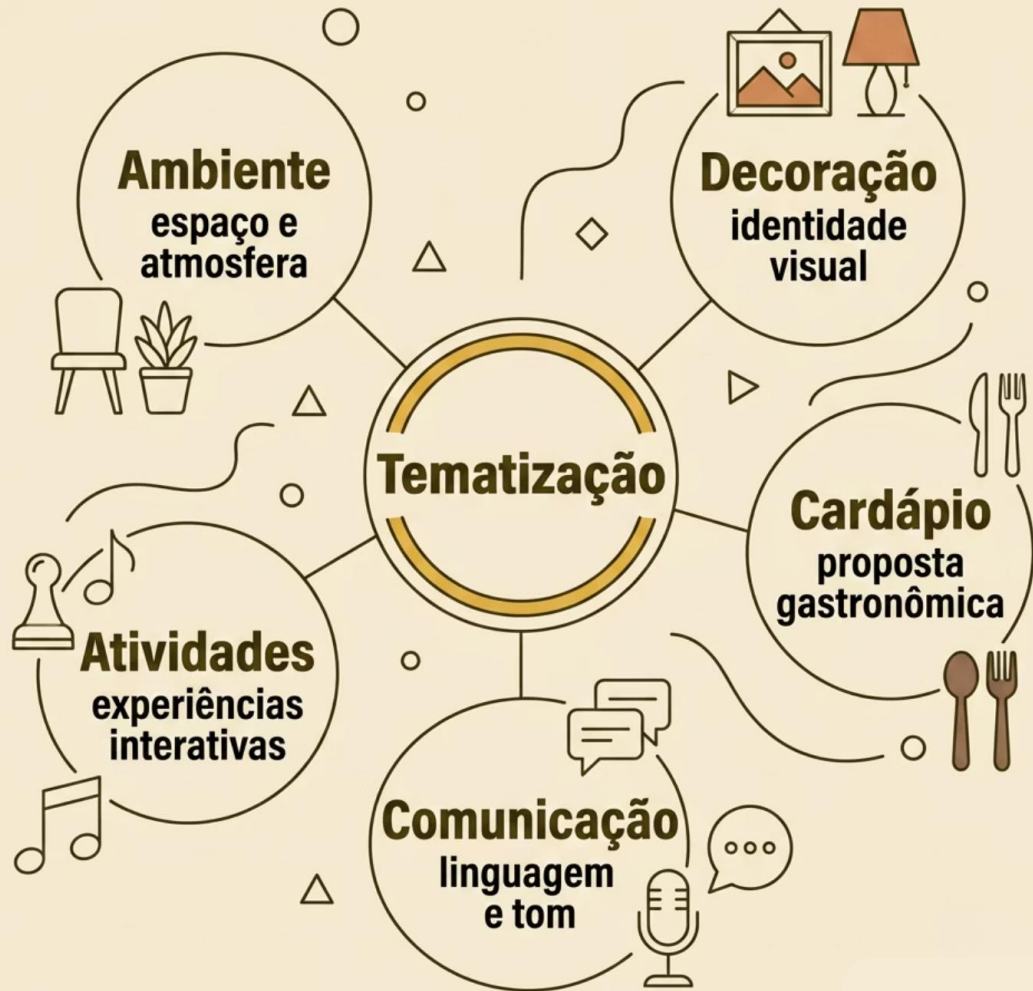 Ambiente
espaço e
atmosfera
Decoração
identidade
visual
Tematização
Cardápio
proposta
gastronômica
Atividades
experiências
interativas
Comunicação
linguagem
e tom